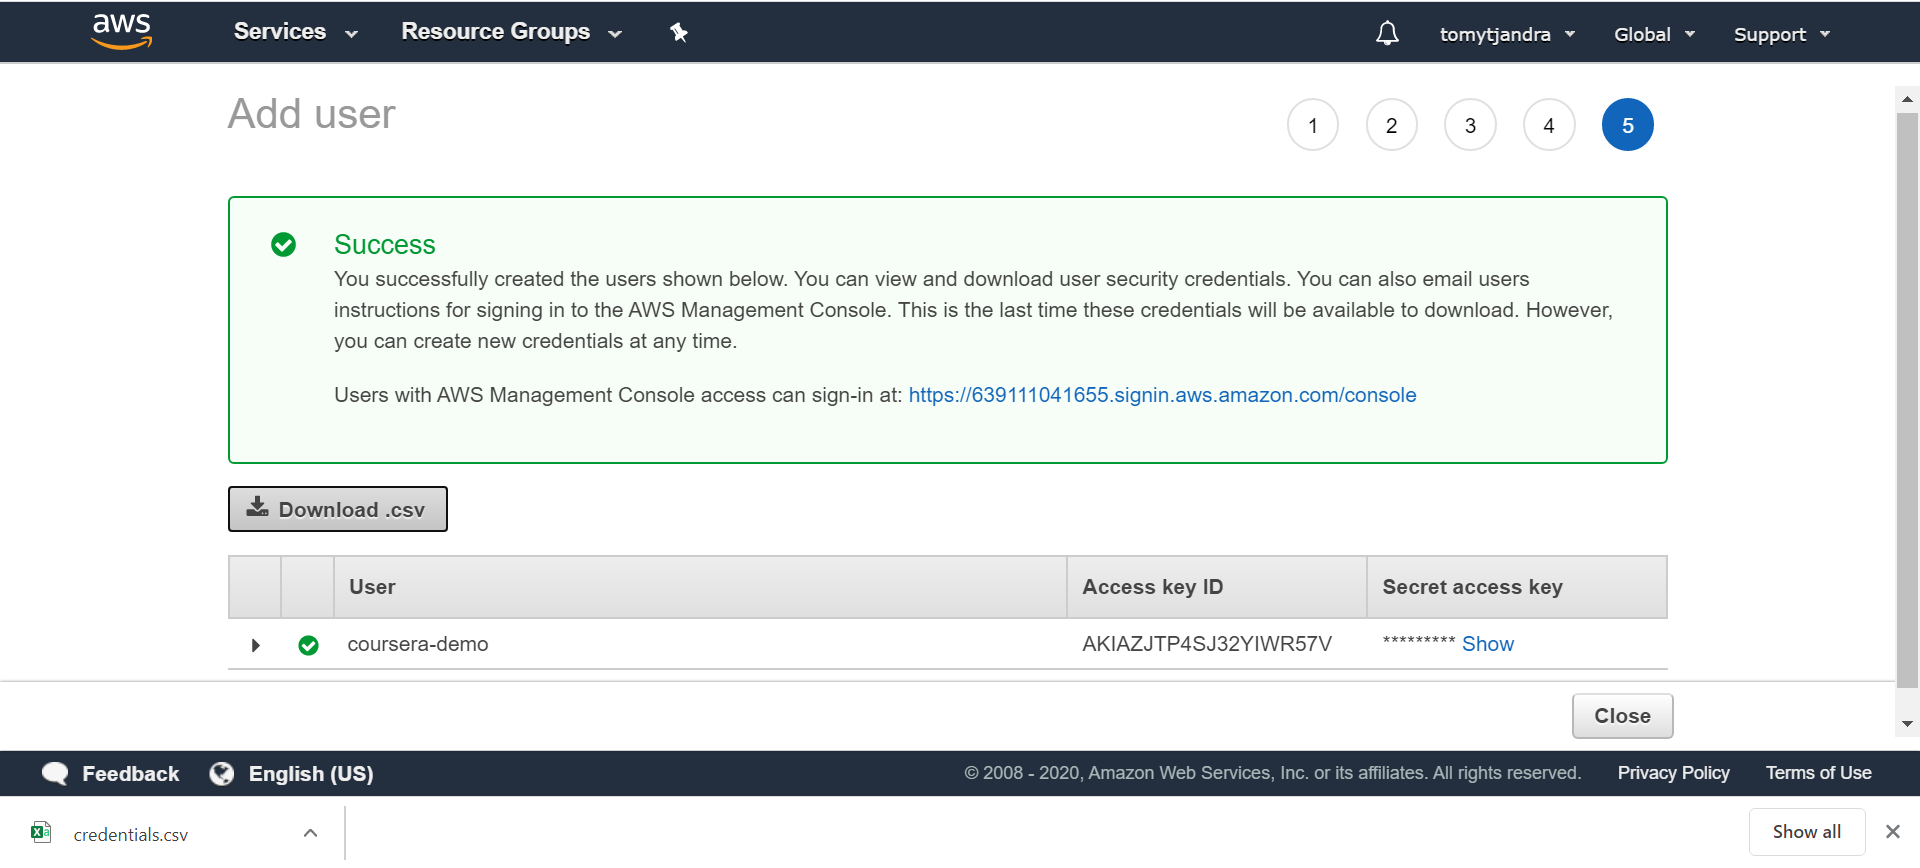 aws Services Resource Groups tomytjandra Global Support
Add user
1 2 3 4 5
Success
You successfully created the users shown below. You can view and download user security credentials. You can also email users
instructions for signing in to the AWS Management Console. This is the last time these credentials will be available to download. However,
you can create new credentials at any time.
Users with AWS Management Console access can sign-in at: https://639111041655.signin.aws.amazon.com/console
Download .csv
User Access key ID Secret access key
coursera-demo AKIAZJTP4SJ32YIWR57V ********* Show
Close
Feedback English (US) © 2008 - 2020, Amazon Web Services, Inc. or its affiliates. All rights reserved. Privacy Policy Terms of Use
credentials.csv Show all